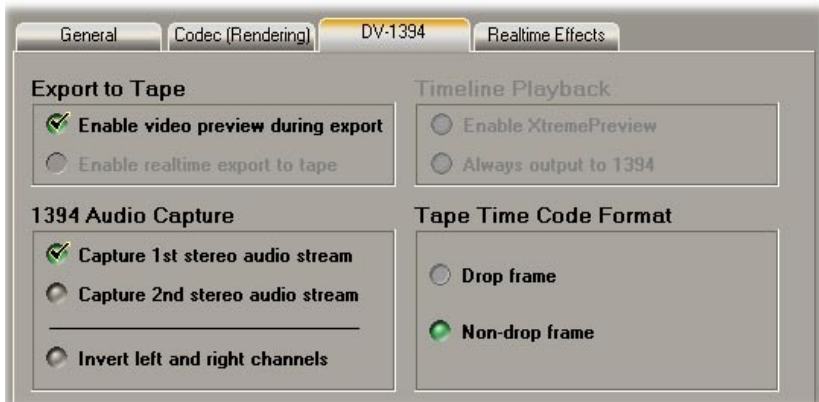 General
Codec (Rendering)
DV-1394
Realtime Effects
Export to Tape
Enable video preview during export
Enable realtime export to tape
Timeline Playback
Enable XtremePreview
Always output to 1394
1394 Audio Capture
Capture 1st stereo audio stream
Capture 2nd stereo audio stream
Invert left and right channels
Tape Time Code Format
Drop frame
Non-drop frame